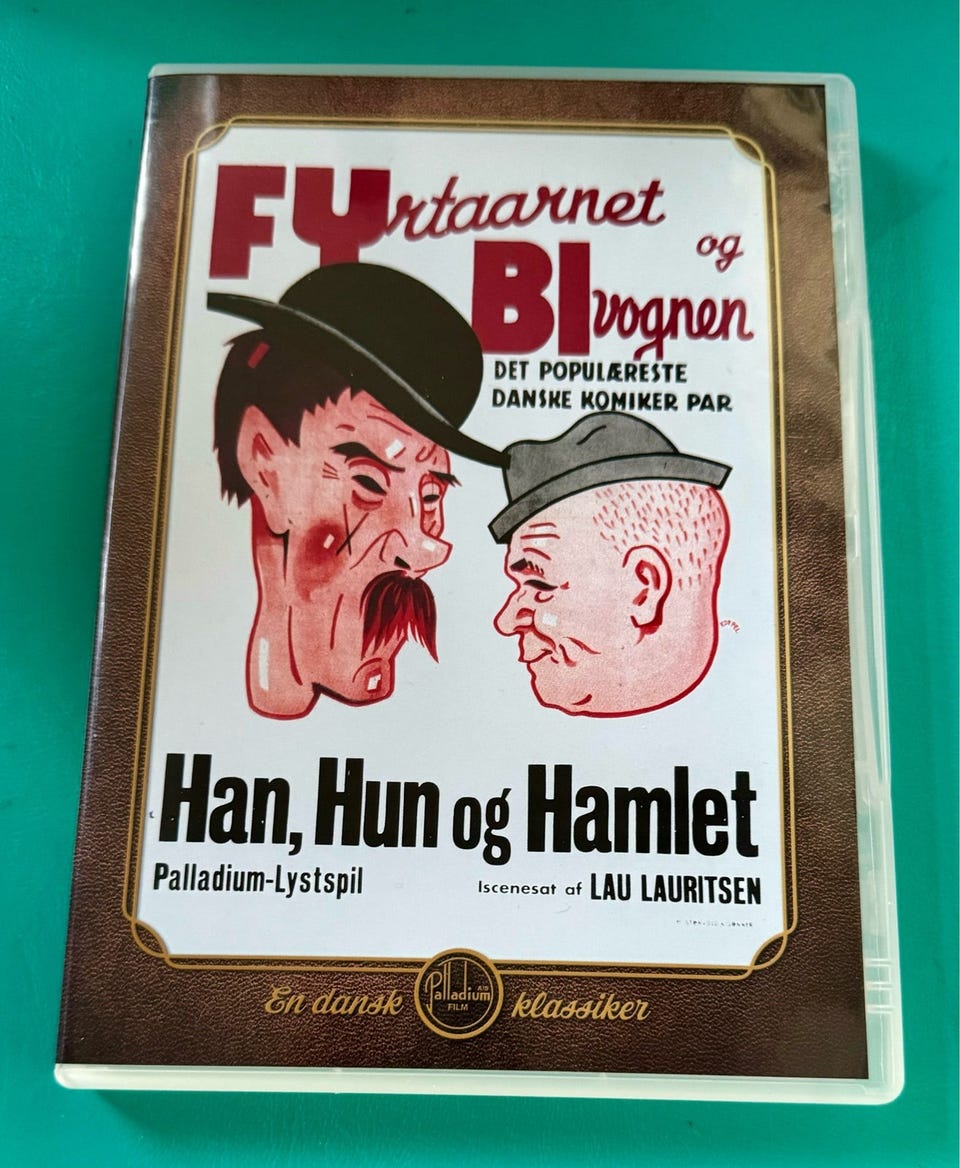 FYrtaarnet
og
BIvognen
DET POPULÆRESTE
DANSKE KOMIKER PAR
Han, Hun og Hamlet
Palladium-Lystspil
Iscenesat af LAU LAURITSEN
En dansk Palladium klassiker
A/S
FILM